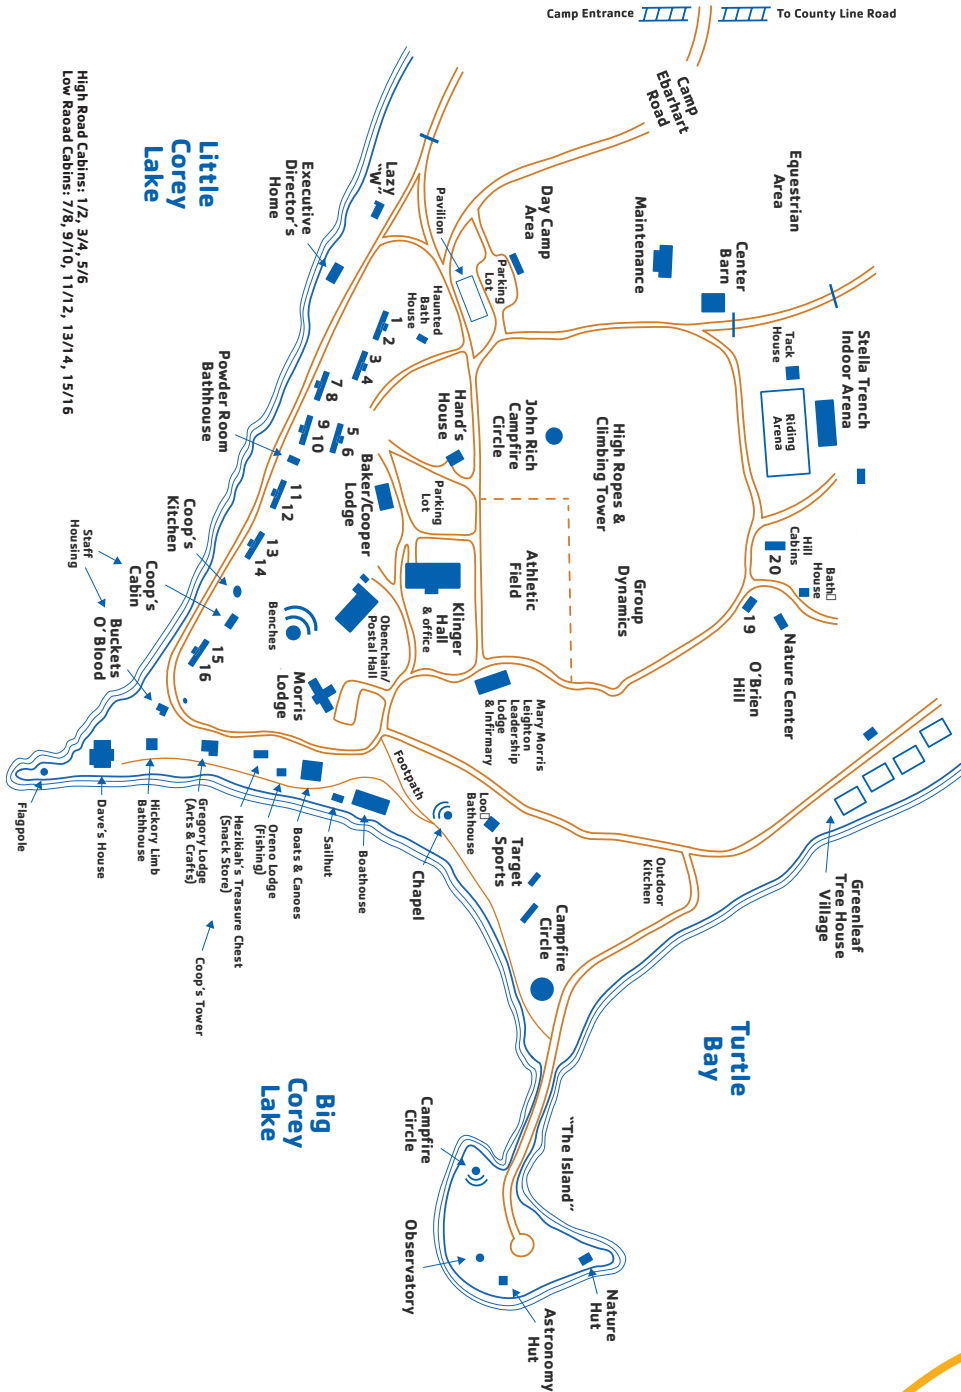 Camp Entrance
To County Line Road
Camp
Ebarhart
Road
High Road Cabins: 1/2, 3/4, 5/6
Low Raoad Cabins: 7/8, 9/10, 11/12, 13/14, 15/16
Little
Corey
Lake
Executive
Director's
Home
Lazy
"W"
Pavilion
Day Camp
Area
Parking
Lot
Maintenance
Equestrian
Area
Center
Barn
Tack
House
Stella Trench
Indoor Arena
Riding
Arena
Haunted
Bath
House
1
2
3
4
5
6
7
8
9
10
11
12
13
14
15
16
Powder Room
Bathhouse
Hand's
House
John Rich
Campfire
Circle
High Ropes &
Climbing Tower
Baker/Cooper
Lodge
Parking
Lot
Athletic
Field
Group
Dynamics
Hill
Cabins
20
Bath
House
19
Nature Center
O'Brien
Hill
Coop's
Kitchen
Staff
Housing
Coop's
Cabin
Buckets
O' Blood
Benches
Obenchain/
Postal Hall
Klinger
Hall
& office
Morris
Lodge
Mary Morris
Leighton
Leadership
Lodge
& Infirmary
Footpath
Loo
Bathhouse
Target
Sports
Chapel
Campfire
Circle
Outdoor
Kitchen
Greenleaf
Tree House
Village
Flagpole
Dave's House
Hickory Limb
Bathhouse
Gregory Lodge
(Arts & Crafts)
Hezikiah's Treasure Chest
(Snack Store)
Oreno Lodge
(Fishing)
Boats & Canoes
Sailhut
Boathouse
Coop's Tower
Turtle
Bay
Big
Corey
Lake
"The Island"
Campfire
Circle
Observatory
Astronomy
Hut
Nature
Hut